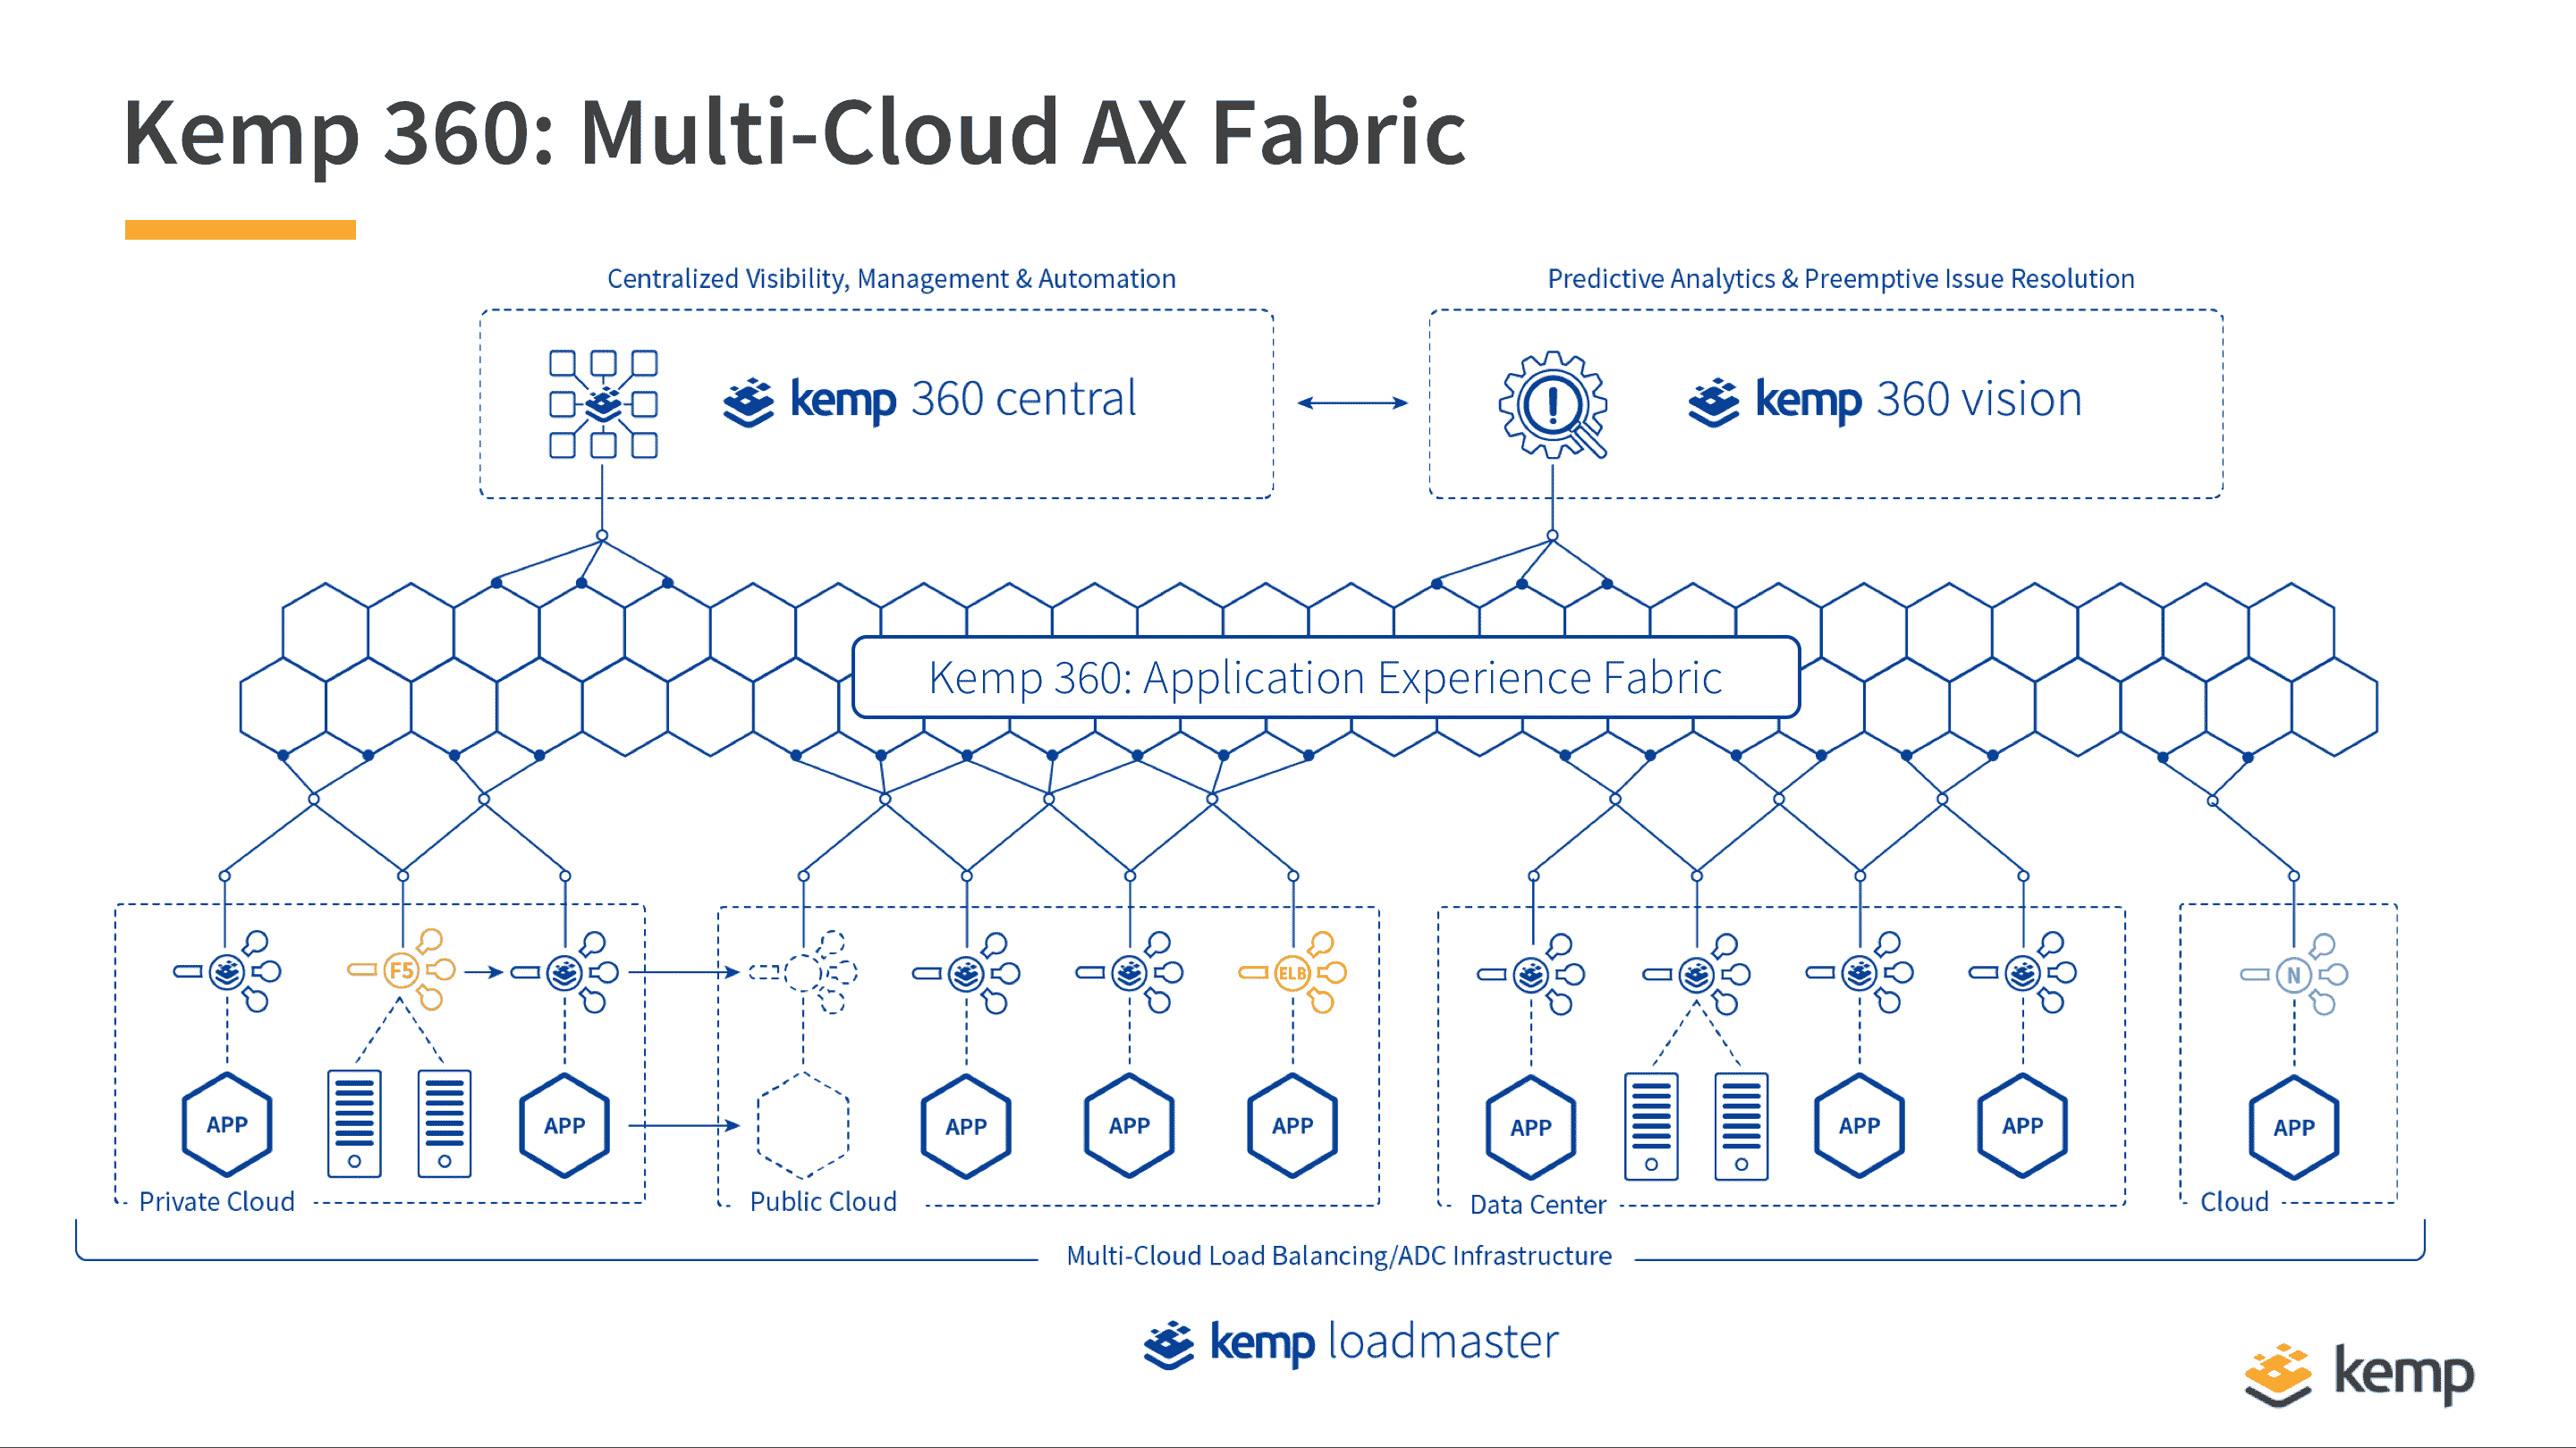 Kemp 360: Multi-Cloud AX Fabric
Centralized Visibility, Management & Automation
Predictive Analytics & Preemptive Issue Resolution
kemp 360 central
kemp 360 vision
Kemp 360: Application Experience Fabric
F5
ELB
N
APP
APP
APP
APP
APP
APP
APP
APP
APP
Private Cloud
Public Cloud
Data Center
Cloud
Multi-Cloud Load Balancing/ADC Infrastructure
kemp loadmaster
kemp